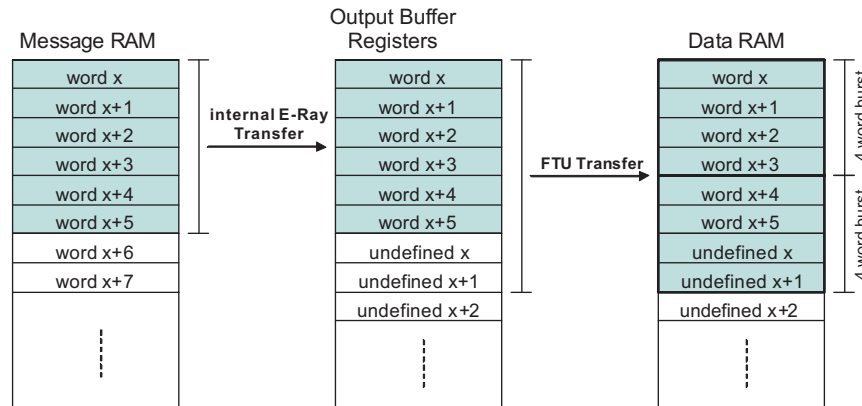 Message RAM
word x
word x+1
word x+2
word x+3
word x+4
word x+5
word x+6
word x+7
internal E-Ray
Transfer
Output Buffer
Registers
word x
word x+1
word x+2
word x+3
word x+4
word x+5
undefined x
undefined x+1
undefined x+2
FTU Transfer
Data RAM
word x
word x+1
word x+2
word x+3
word x+4
word x+5
undefined x
undefined x+1
undefined x+2
4 word burst
4 word burst